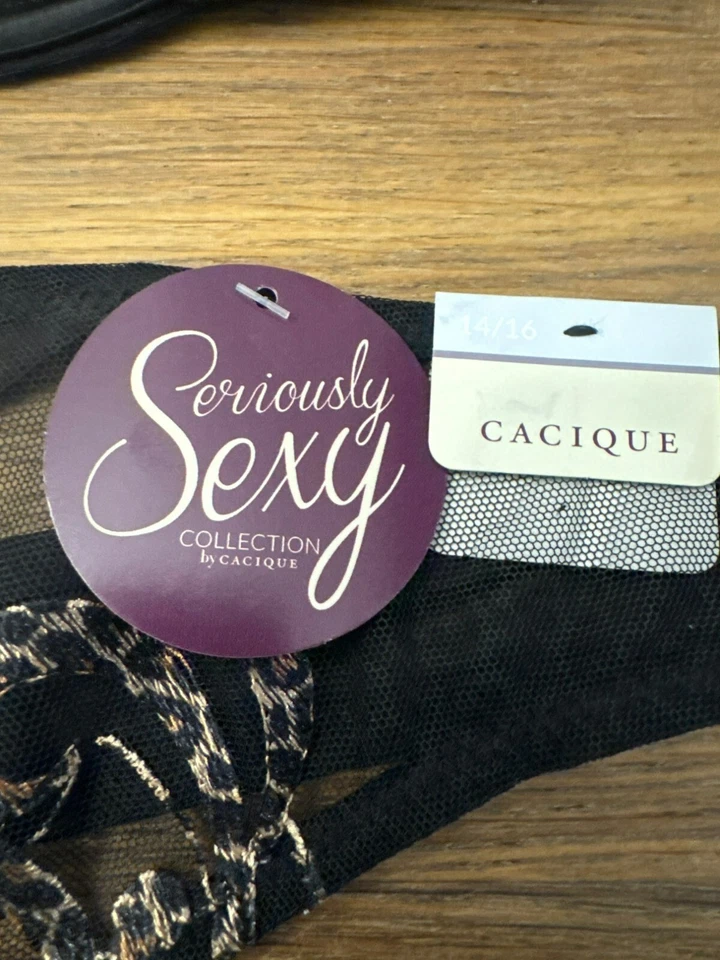 Seriously
Sexy
COLLECTION
by CACIQUE
14/16
CACIQUE